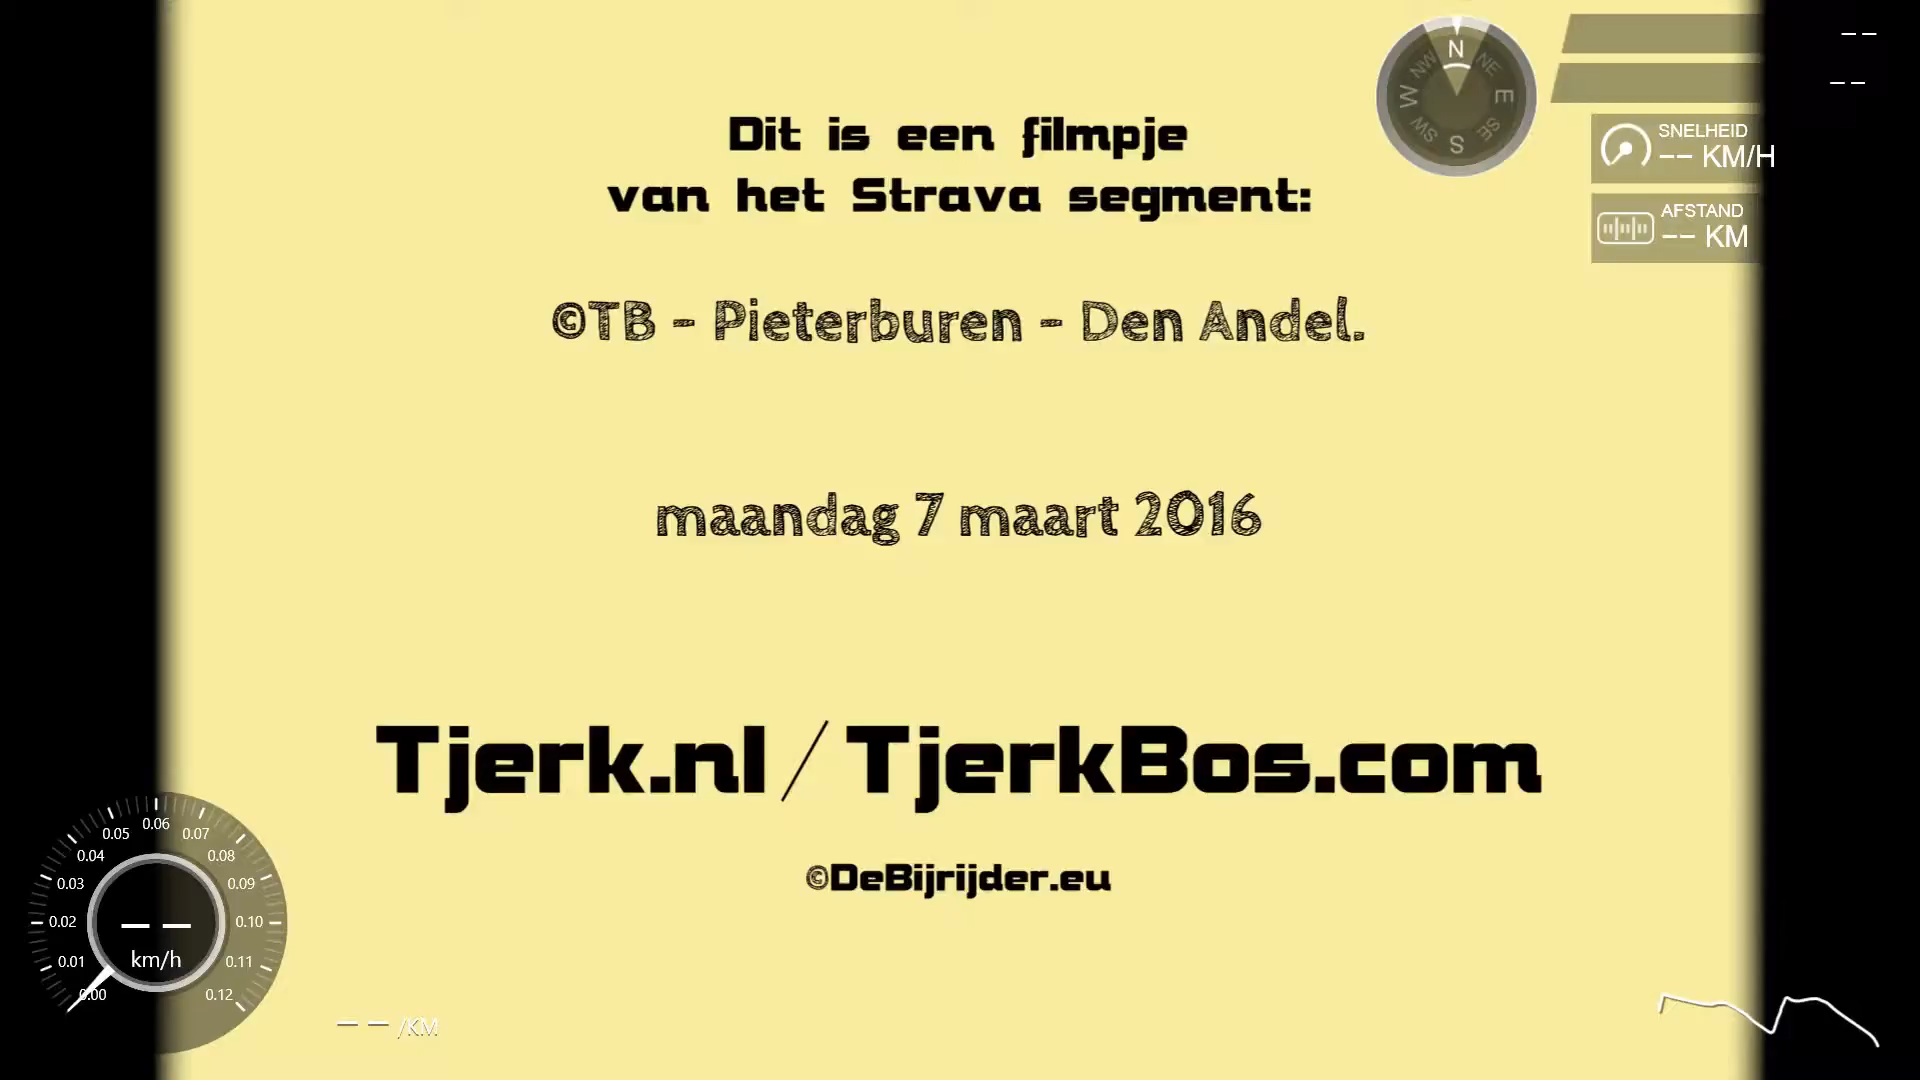 Dit is een filmpje
van het Strava segment:
©TB - Pieterburen - Den Andel.
maandag 7 maart 2016
Tjerk.nl/TjerkBos.com
©DeBijrijder.eu
N
NE
E
SE
S
SW
W
NW
-- 
--
SNELHEID
-- KM/H
AFSTAND
-- KM
0.00
0.01
0.02
0.03
0.04
0.05
0.06
0.07
0.08
0.09
0.10
0.11
0.12
-- 
km/h
-- /KM